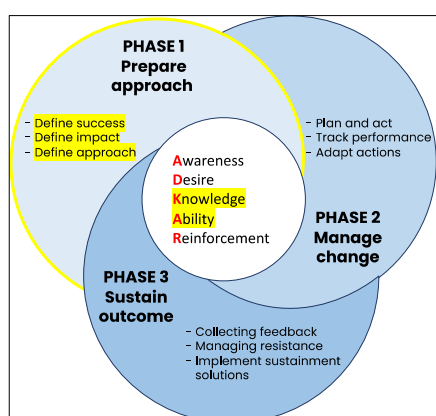 PHASE 1
Prepare
approach
- Define success
- Define impact
- Define approach
- Plan and act
- Track performance
- Adapt actions
Awareness
Desire
Knowledge
Ability
Reinforcement
PHASE 2
Manage
change
PHASE 3
Sustain
outcome
- Collecting feedback
- Managing resistance
- Implement sustainment
solutions